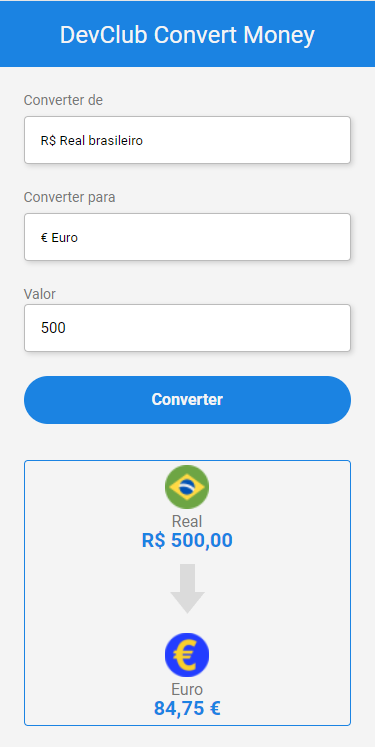 DevClub Convert Money
Converter de
R$ Real brasileiro
Converter para
€ Euro
Valor
500
Converter
Real
R$ 500,00
€
Euro
84,75 €